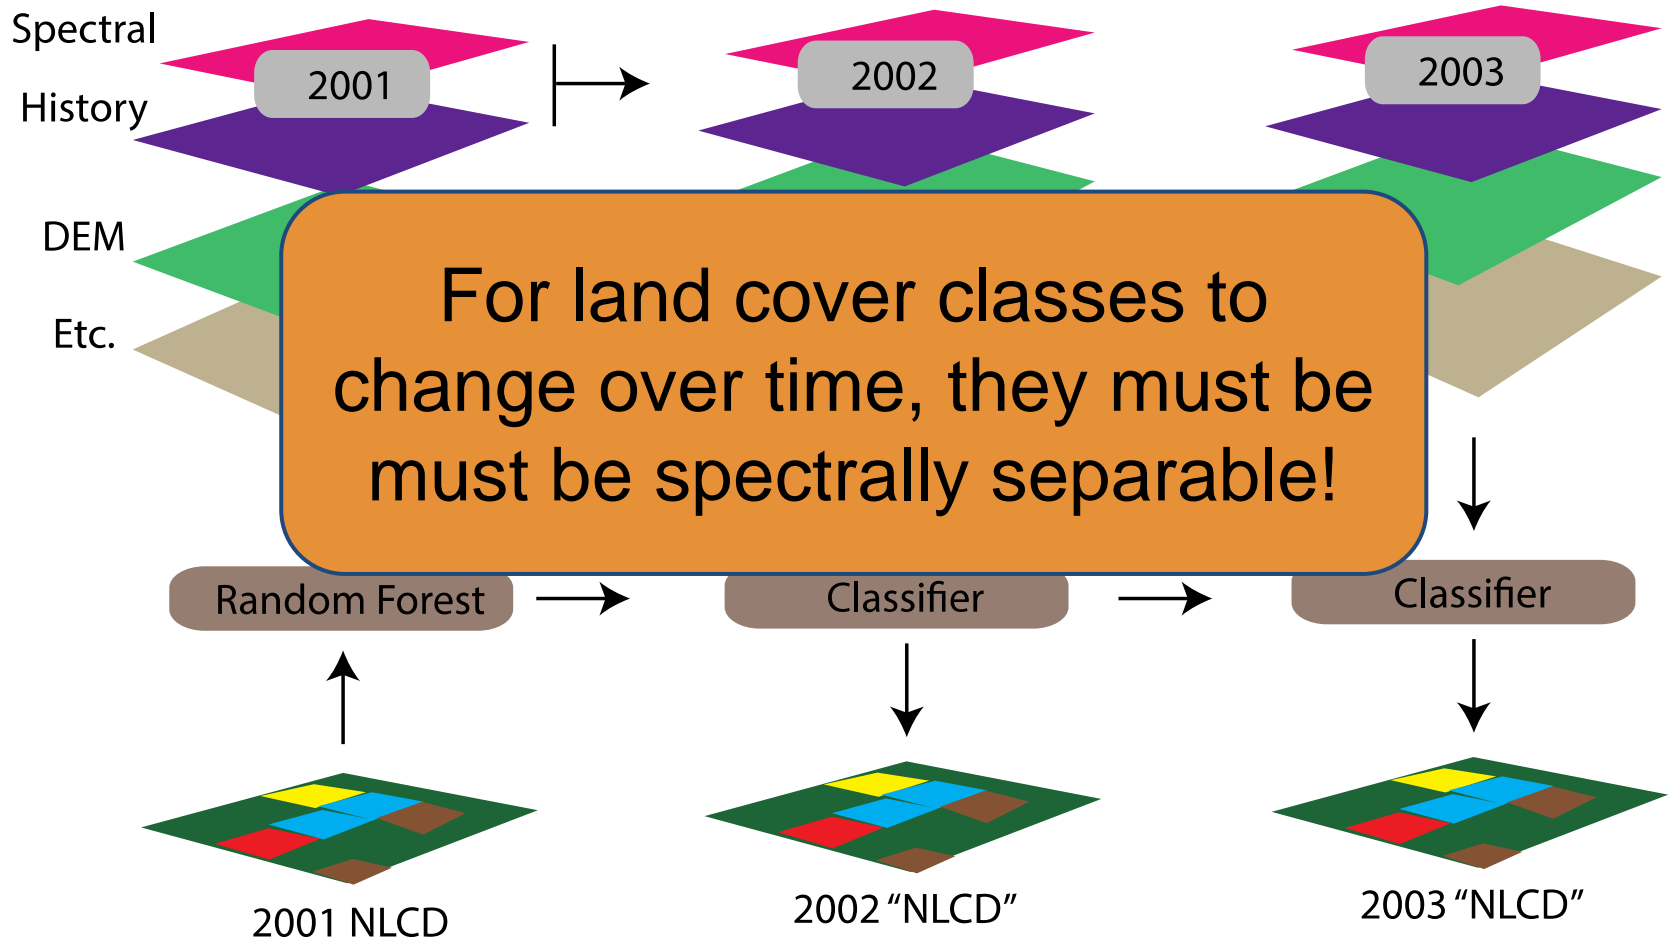 Spectral
2001
2002
2003
History
DEM
Etc.
For land cover classes to
change over time, they must be
must be spectrally separable!
Random Forest
Classifier
Classifier
2001 NLCD
2002 “NLCD”
2003 “NLCD”